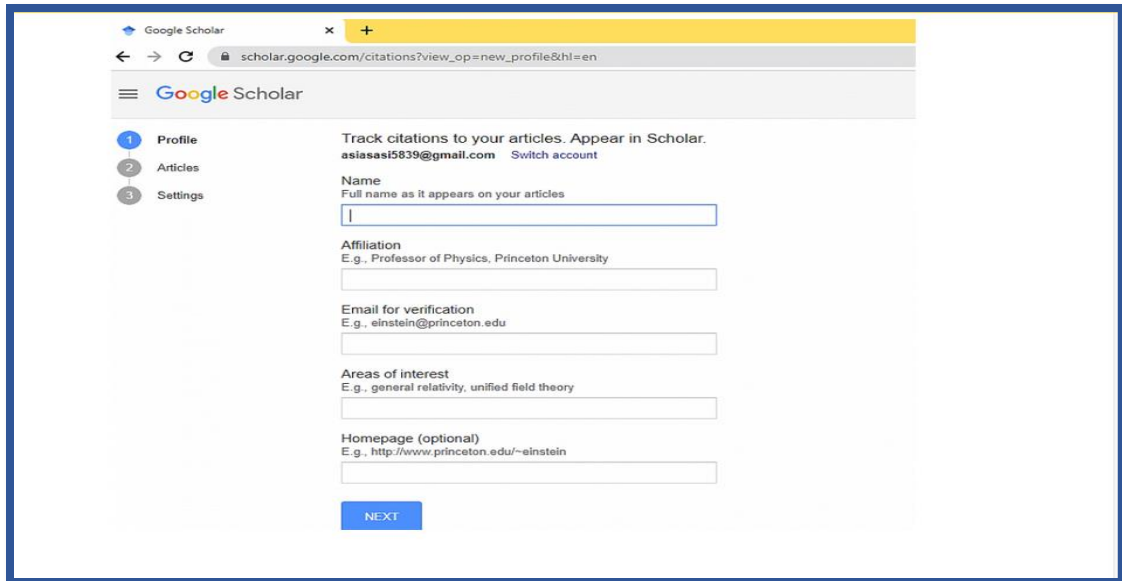 Google Scholar
scholar.google.com/citations?view_op=new_profile&hl=en
Google Scholar
1 Profile
2 Articles
3 Settings
Track citations to your articles. Appear in Scholar.
asiasasi5839@gmail.com Switch account
Name
Full name as it appears on your articles
Affiliation
E.g., Professor of Physics, Princeton University
Email for verification
E.g., einstein@princeton.edu
Areas of interest
E.g., general relativity, unified field theory
Homepage (optional)
E.g., http://www.princeton.edu/~einstein
NEXT